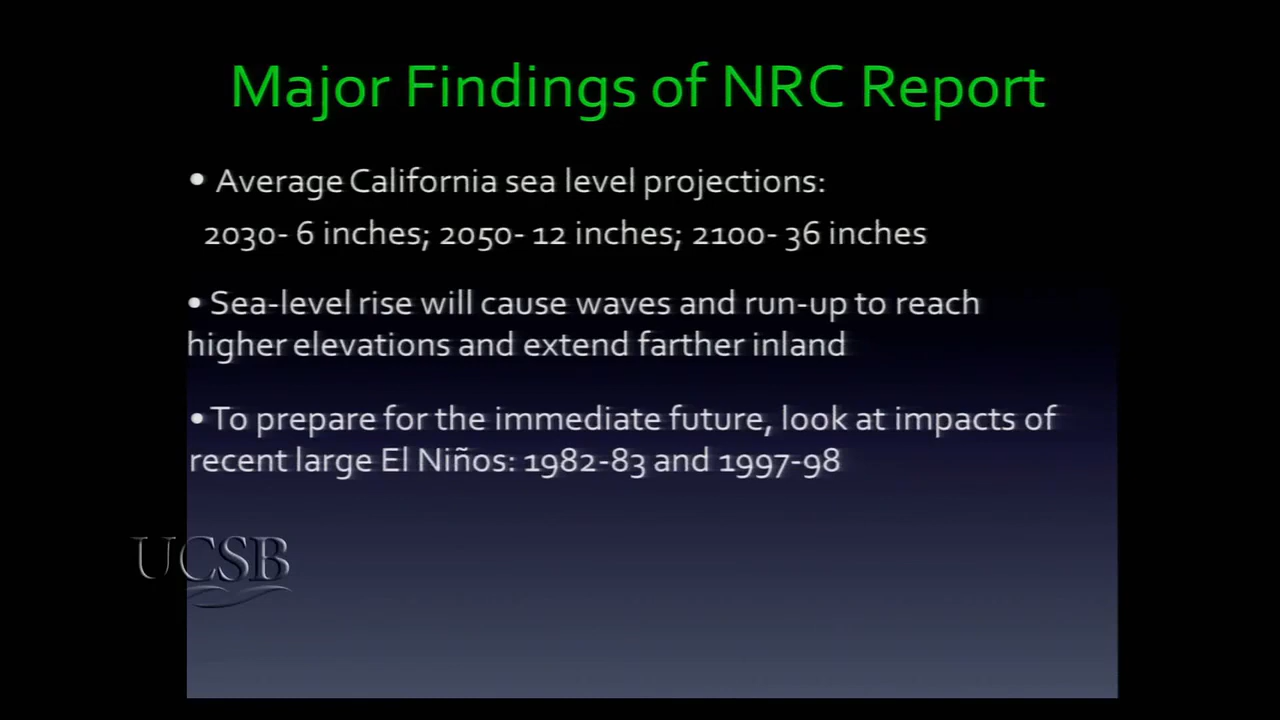 Major Findings of NRC Report
• Average California sea level projections:
2030- 6 inches; 2050- 12 inches; 2100- 36 inches
• Sea-level rise will cause waves and run-up to reach
higher elevations and extend farther inland
• To prepare for the immediate future, look at impacts of
recent large El Niños: 1982-83 and 1997-98
UCSB